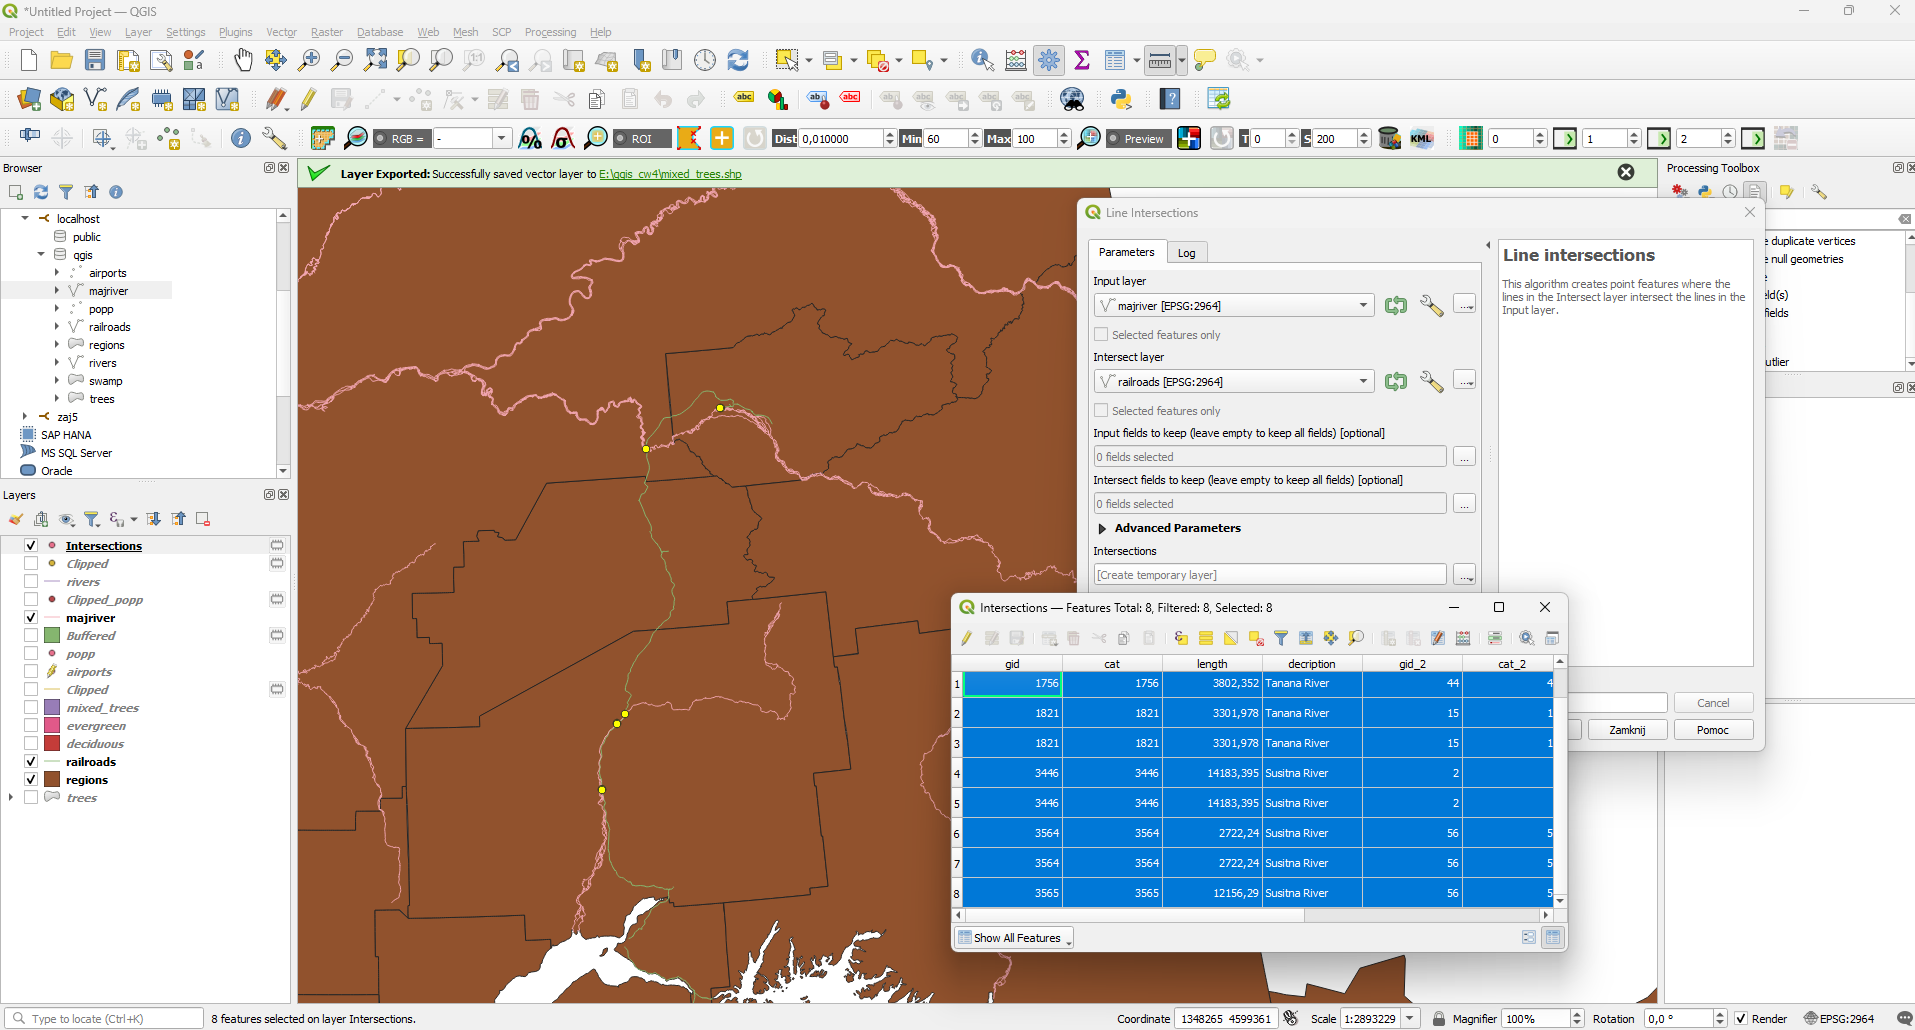 *Untitled Project — QGIS
Project Edit View Layer Settings Plugins Vector Raster Database Web Mesh SCP Processing Help
RGB = - ROI Dist 0,010000 Min 60 Max 100 Preview T 0 S 200 KML 0 1 2
Browser
localhost
public
qgis
airports
majriver
popp
railroads
regions
rivers
swamp
trees
zaj5
SAP HANA
MS SQL Server
Oracle
Layers
Intersections
Clipped
rivers
Clipped_popp
majriver
Buffered
popp
airports
Clipped
mixed_trees
evergreen
deciduous
railroads
regions
trees
Layer Exported: Successfully saved vector layer to E:\qgis_cw4\mixed_trees.shp
Processing Toolbox
e duplicate vertices
e null geometries
eld(s)
fields
utlier
Line Intersections
Parameters Log
Input layer
majriver [EPSG:2964]
Selected features only
Intersect layer
railroads [EPSG:2964]
Selected features only
Input fields to keep (leave empty to keep all fields) [optional]
0 fields selected
Intersect fields to keep (leave empty to keep all fields) [optional]
0 fields selected
Advanced Parameters
Intersections
[Create temporary layer]
Line intersections
This algorithm creates point features where the
lines in the Intersect layer intersect the lines in the
Input layer.
Cancel
Zamknij Pomoc
Intersections — Features Total: 8, Filtered: 8, Selected: 8
gid cat length decription gid_2 cat_2
1 1756 1756 3802,352 Tanana River 44 4
2 1821 1821 3301,978 Tanana River 15 1
3 1821 1821 3301,978 Tanana River 15 1
4 3446 3446 14183,395 Susitna River 2
5 3446 3446 14183,395 Susitna River 2
6 3564 3564 2722,24 Susitna River 56 5
7 3564 3564 2722,24 Susitna River 56 5
8 3565 3565 12156,29 Susitna River 56 5
Show All Features
Type to locate (Ctrl+K) 8 features selected on layer Intersections. Coordinate 1348265 4599361 Scale 1:2893229 Magnifier 100% Rotation 0,0 ° Render EPSG:2964